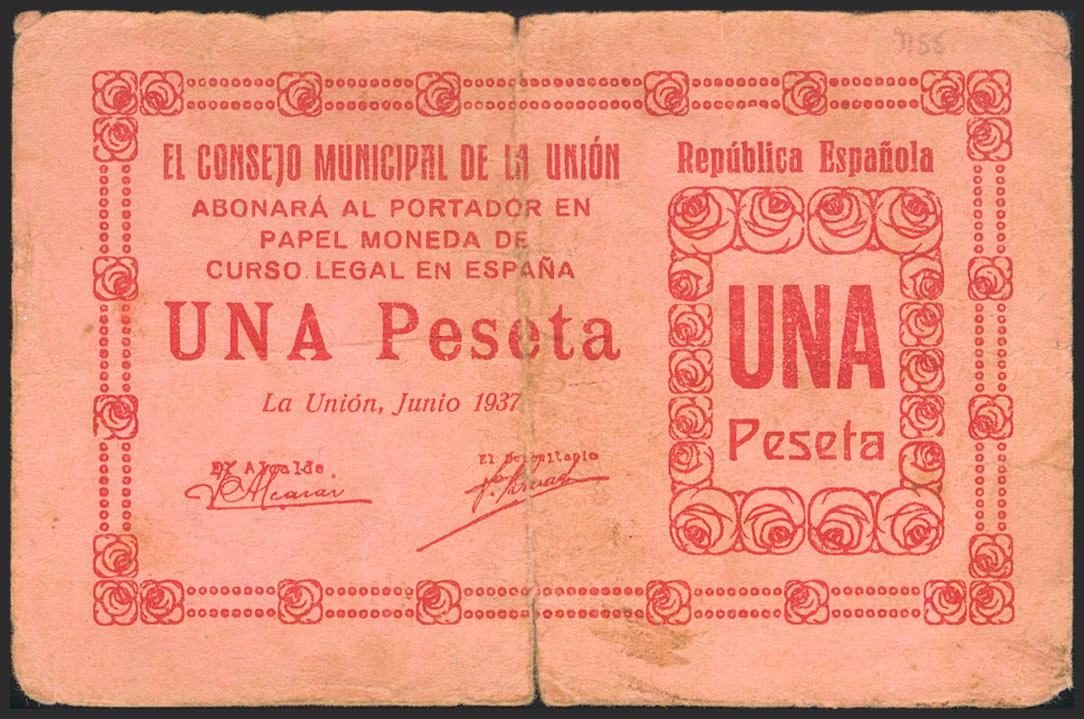 EL CONSEJO MUNICIPAL DE LA UNIÓN
ABONARÁ AL PORTADOR EN
PAPEL MONEDA DE
CURSO LEGAL EN ESPAÑA
UNA Peseta
La Unión, Junio 1937
El Alcalde
El Depositario
República Española
UNA
Peseta